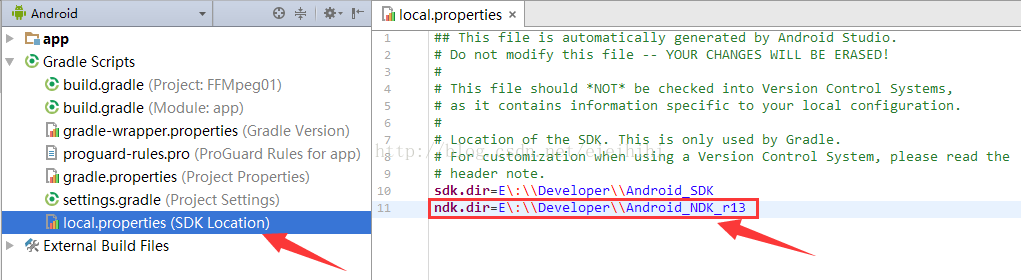 Android
app
Gradle Scripts
build.gradle (Project: FFMpeg01)
build.gradle (Module: app)
gradle-wrapper.properties (Gradle Version)
proguard-rules.pro (ProGuard Rules for app)
gradle.properties (Project Properties)
settings.gradle (Project Settings)
local.properties (SDK Location)
External Build Files
local.properties
1 ## This file is automatically generated by Android Studio.
2 # Do not modify this file -- YOUR CHANGES WILL BE ERASED!
3 #
4 # This file should *NOT* be checked into Version Control Systems,
5 # as it contains information specific to your local configuration.
6 #
7 # Location of the SDK. This is only used by Gradle.
8 # For customization when using a Version Control System, please read the
9 # header note.
10 sdk.dir=E\:\\Developer\\Android_SDK
11 ndk.dir=E\:\\Developer\\Android_NDK_r13